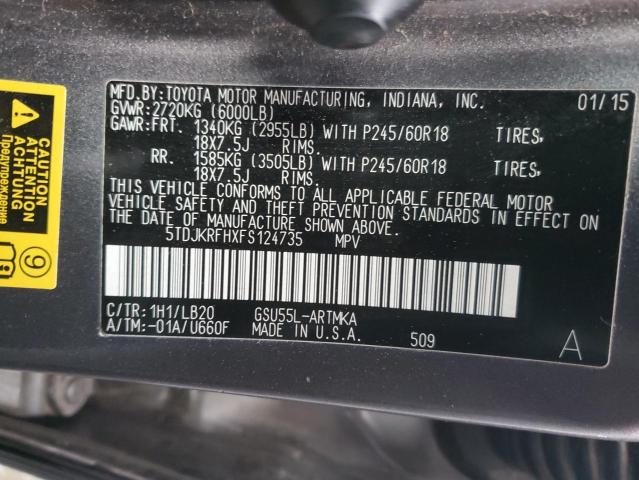 MFD.BY:TOYOTA MOTOR MANUFACTURING, INDIANA, INC. 01/15
GVWR:2720KG (6000LB)
GAWR:FRT. 1340KG (2955LB) WITH P245/60R18 TIRES,
18X7.5J RIMS.
RR. 1585KG (3505LB) WITH P245/60R18 TIRES,
18X7.5J RIMS.
THIS VEHICLE CONFORMS TO ALL APPLICABLE FEDERAL MOTOR
VEHICLE SAFETY AND THEFT PREVENTION STANDARDS IN EFFECT ON
THE DATE OF MANUFACTURE SHOWN ABOVE.
5TDJKRFHXFS124735 MPV
C/TR:1H1/LB20 GSU55L-ARTMKA
A/TM:-01A/U660F MADE IN U.S.A. 509 A
CAUTION
ATTENTION
ACHTUNG
Предупреждение
9